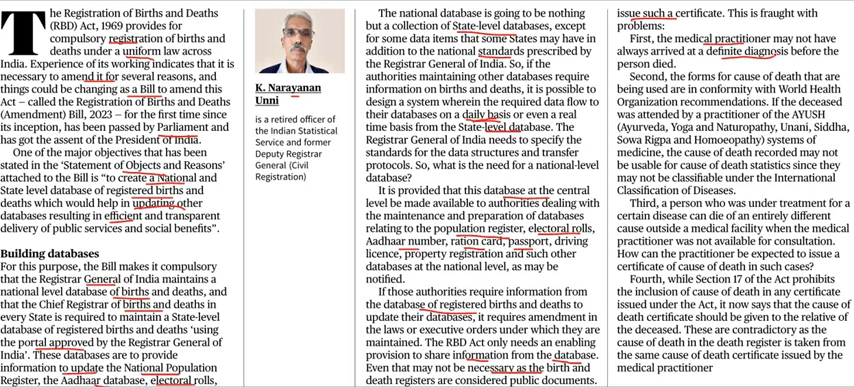 The Registration of Births and Deaths
(RBD) Act, 1969 provides for
compulsory registration of births and
deaths under a uniform law across
India. Experience of its working indicates that it is
necessary to amend it for several reasons, and
things could be changing as a Bill to amend this
Act – called the Registration of Births and Deaths
(Amendment) Bill, 2023 – for the first time since
its inception, has been passed by Parliament and
has got the assent of the President of India.
One of the major objectives that has been
stated in the ‘Statement of Objects and Reasons’
attached to the Bill is “to create a National and
State level database of registered births and
deaths which would help in updating other
databases resulting in efficient and transparent
delivery of public services and social benefits”.
Building databases
For this purpose, the Bill makes it compulsory
that the Registrar General of India maintains a
national level database of births and deaths, and
that the Chief Registrar of births and deaths in
every State is required to maintain a State-level
database of registered births and deaths ‘using
the portal approved by the Registrar General of
India’. These databases are to provide
information to update the National Population
Register, the Aadhaar database, electoral rolls,
K. Narayanan
Unni
is a retired officer of
the Indian Statistical
Service and former
Deputy Registrar
General (Civil
Registration)
The national database is going to be nothing
but a collection of State-level databases, except
for some data items that some States may have in
addition to the national standards prescribed by
the Registrar General of India. So, if the
authorities maintaining other databases require
information on births and deaths, it is possible to
design a system wherein the required data flow to
their databases on a daily basis or even a real
time basis from the State-level database. The
Registrar General of India needs to specify the
standards for the data structures and transfer
protocols. So, what is the need for a national-level
database?
It is provided that this database at the central
level be made available to authorities dealing with
the maintenance and preparation of databases
relating to the population register, electoral rolls,
Aadhaar number, ration card, passport, driving
licence, property registration and such other
databases at the national level, as may be
notified.
If those authorities require information from
the database of registered births and deaths to
update their databases, it requires amendment in
the laws or executive orders under which they are
maintained. The RBD Act only needs an enabling
provision to share information from the database.
Even that may not be necessary as the birth and
death registers are considered public documents.
issue such a certificate. This is fraught with
problems:
First, the medical practitioner may not have
always arrived at a definite diagnosis before the
person died.
Second, the forms for cause of death that are
being used are in conformity with World Health
Organization recommendations. If the deceased
was attended by a practitioner of the AYUSH
(Ayurveda, Yoga and Naturopathy, Unani, Siddha,
Sowa Rigpa and Homoeopathy) systems of
medicine, the cause of death recorded may not
be usable for cause of death statistics since they
may not be classifiable under the International
Classification of Diseases.
Third, a person who was under treatment for a
certain disease can die of an entirely different
cause outside a medical facility when the medical
practitioner was not available for consultation.
How can the practitioner be expected to issue a
certificate of cause of death in such cases?
Fourth, while Section 17 of the Act prohibits
the inclusion of cause of death in any certificate
issued under the Act, it now says that the cause of
death certificate should be given to the relative of
the deceased. These are contradictory as the
cause of death in the death register is taken from
the same cause of death certificate issued by the
medical practitioner